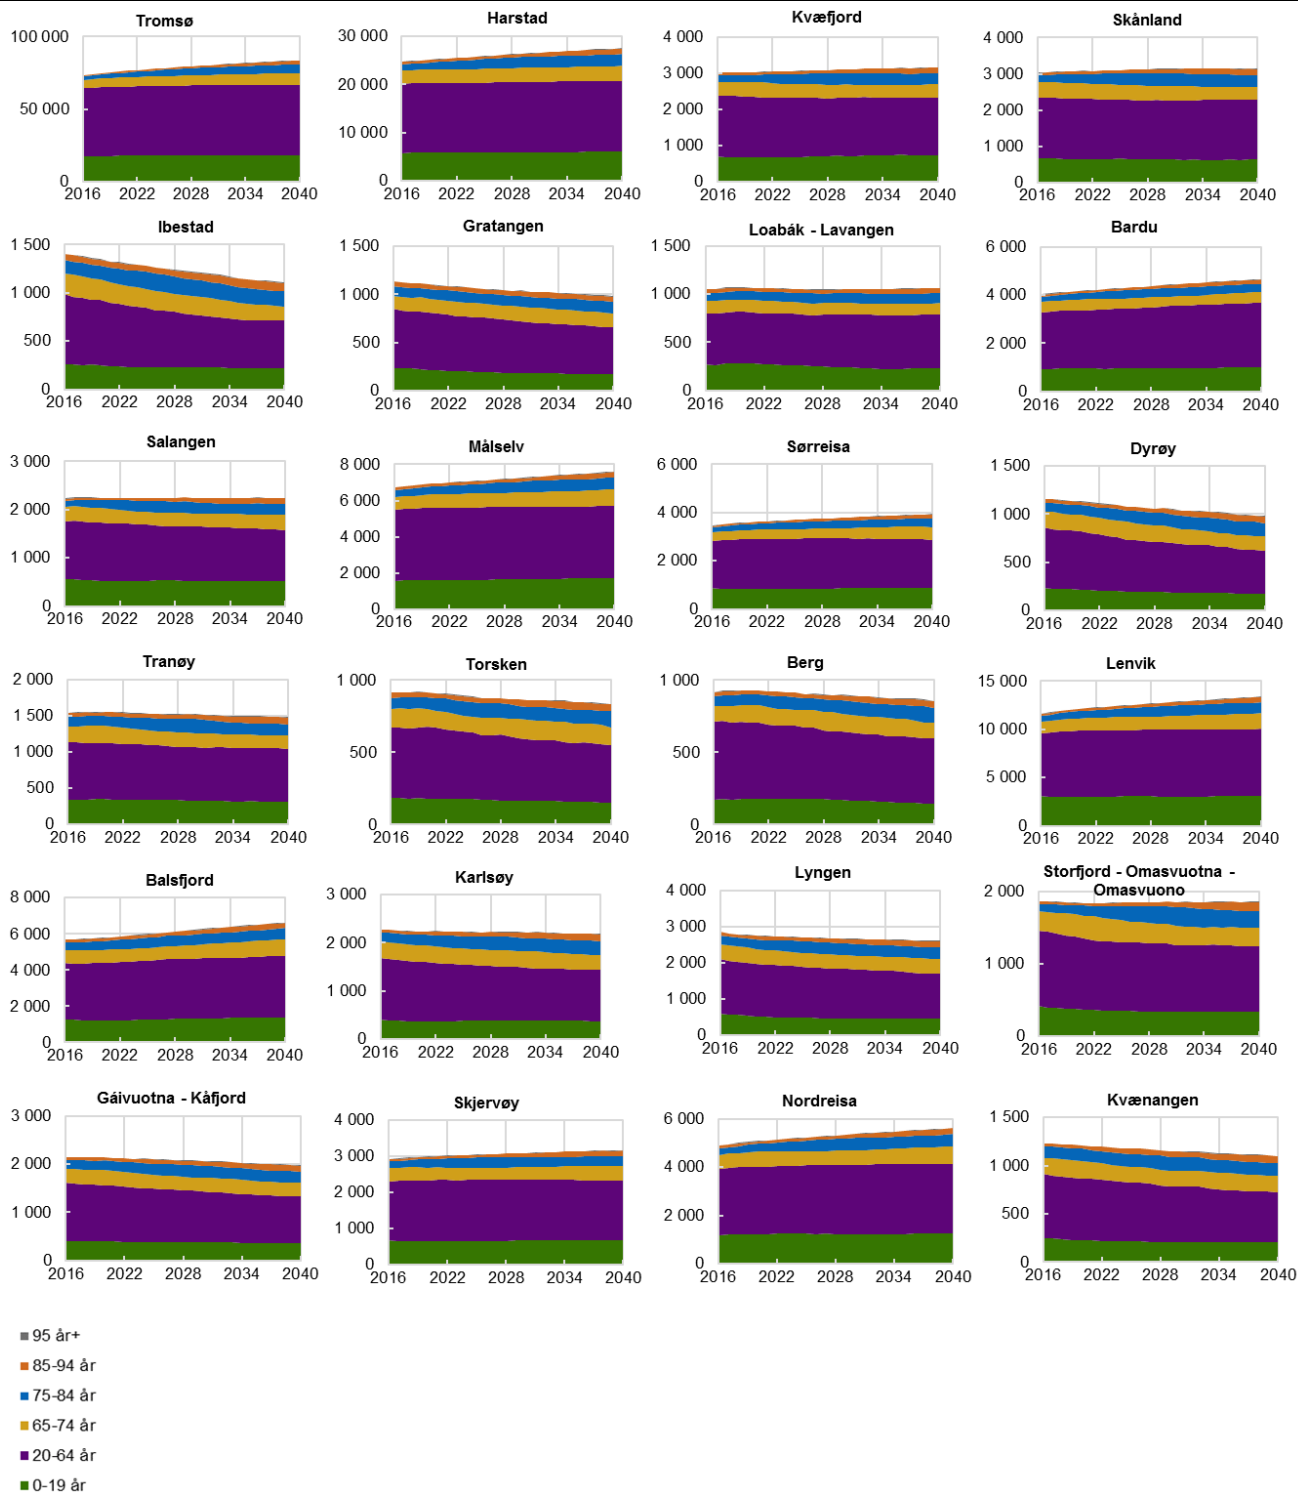 Tromsø
100 000
50 000
0
2016 2022 2028 2034 2040
Harstad
30 000
20 000
10 000
0
2016 2022 2028 2034 2040
Kvæfjord
4 000
3 000
2 000
1 000
0
2016 2022 2028 2034 2040
Skånland
4 000
3 000
2 000
1 000
0
2016 2022 2028 2034 2040
Ibestad
1 500
1 000
500
0
2016 2022 2028 2034 2040
Gratangen
1 500
1 000
500
0
2016 2022 2028 2034 2040
Loabák - Lavangen
1 500
1 000
500
0
2016 2022 2028 2034 2040
Bardu
6 000
4 000
2 000
0
2016 2022 2028 2034 2040
Salangen
3 000
2 000
1 000
0
2016 2022 2028 2034 2040
Målselv
8 000
6 000
4 000
2 000
0
2016 2022 2028 2034 2040
Sørreisa
6 000
4 000
2 000
0
2016 2022 2028 2034 2040
Dyrøy
1 500
1 000
500
0
2016 2022 2028 2034 2040
Tranøy
2 000
1 500
1 000
500
0
2016 2022 2028 2034 2040
Torsken
1 000
500
0
2016 2022 2028 2034 2040
Berg
1 000
500
0
2016 2022 2028 2034 2040
Lenvik
15 000
10 000
5 000
0
2016 2022 2028 2034 2040
Balsfjord
8 000
6 000
4 000
2 000
0
2016 2022 2028 2034 2040
Karlsøy
3 000
2 000
1 000
0
2016 2022 2028 2034 2040
Lyngen
4 000
3 000
2 000
1 000
0
2016 2022 2028 2034 2040
Storfjord - Omasvuotna -
Omasvuono
2 000
1 000
0
2016 2022 2028 2034 2040
Gáivuotna - Kåfjord
3 000
2 000
1 000
0
2016 2022 2028 2034 2040
Skjervøy
4 000
3 000
2 000
1 000
0
2016 2022 2028 2034 2040
Nordreisa
6 000
4 000
2 000
0
2016 2022 2028 2034 2040
Kvænangen
1 500
1 000
500
0
2016 2022 2028 2034 2040
95 år+
85-94 år
75-84 år
65-74 år
20-64 år
0-19 år